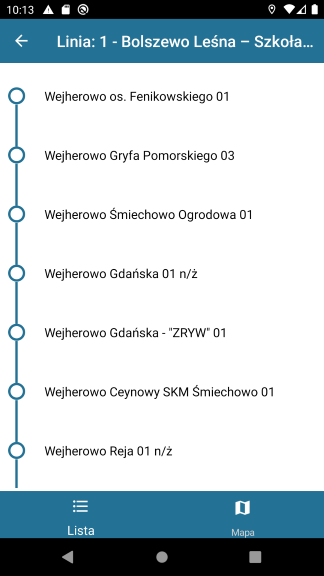 10:13
Linia: 1 - Bolszewo Leśna – Szkoła...
Wejherowo os. Fenikowskiego 01
Wejherowo Gryfa Pomorskiego 03
Wejherowo Śmiechowo Ogrodowa 01
Wejherowo Gdańska 01 n/ż
Wejherowo Gdańska - "ZRYW" 01
Wejherowo Ceynowy SKM Śmiechowo 01
Wejherowo Reja 01 n/ż
Lista
Mapa